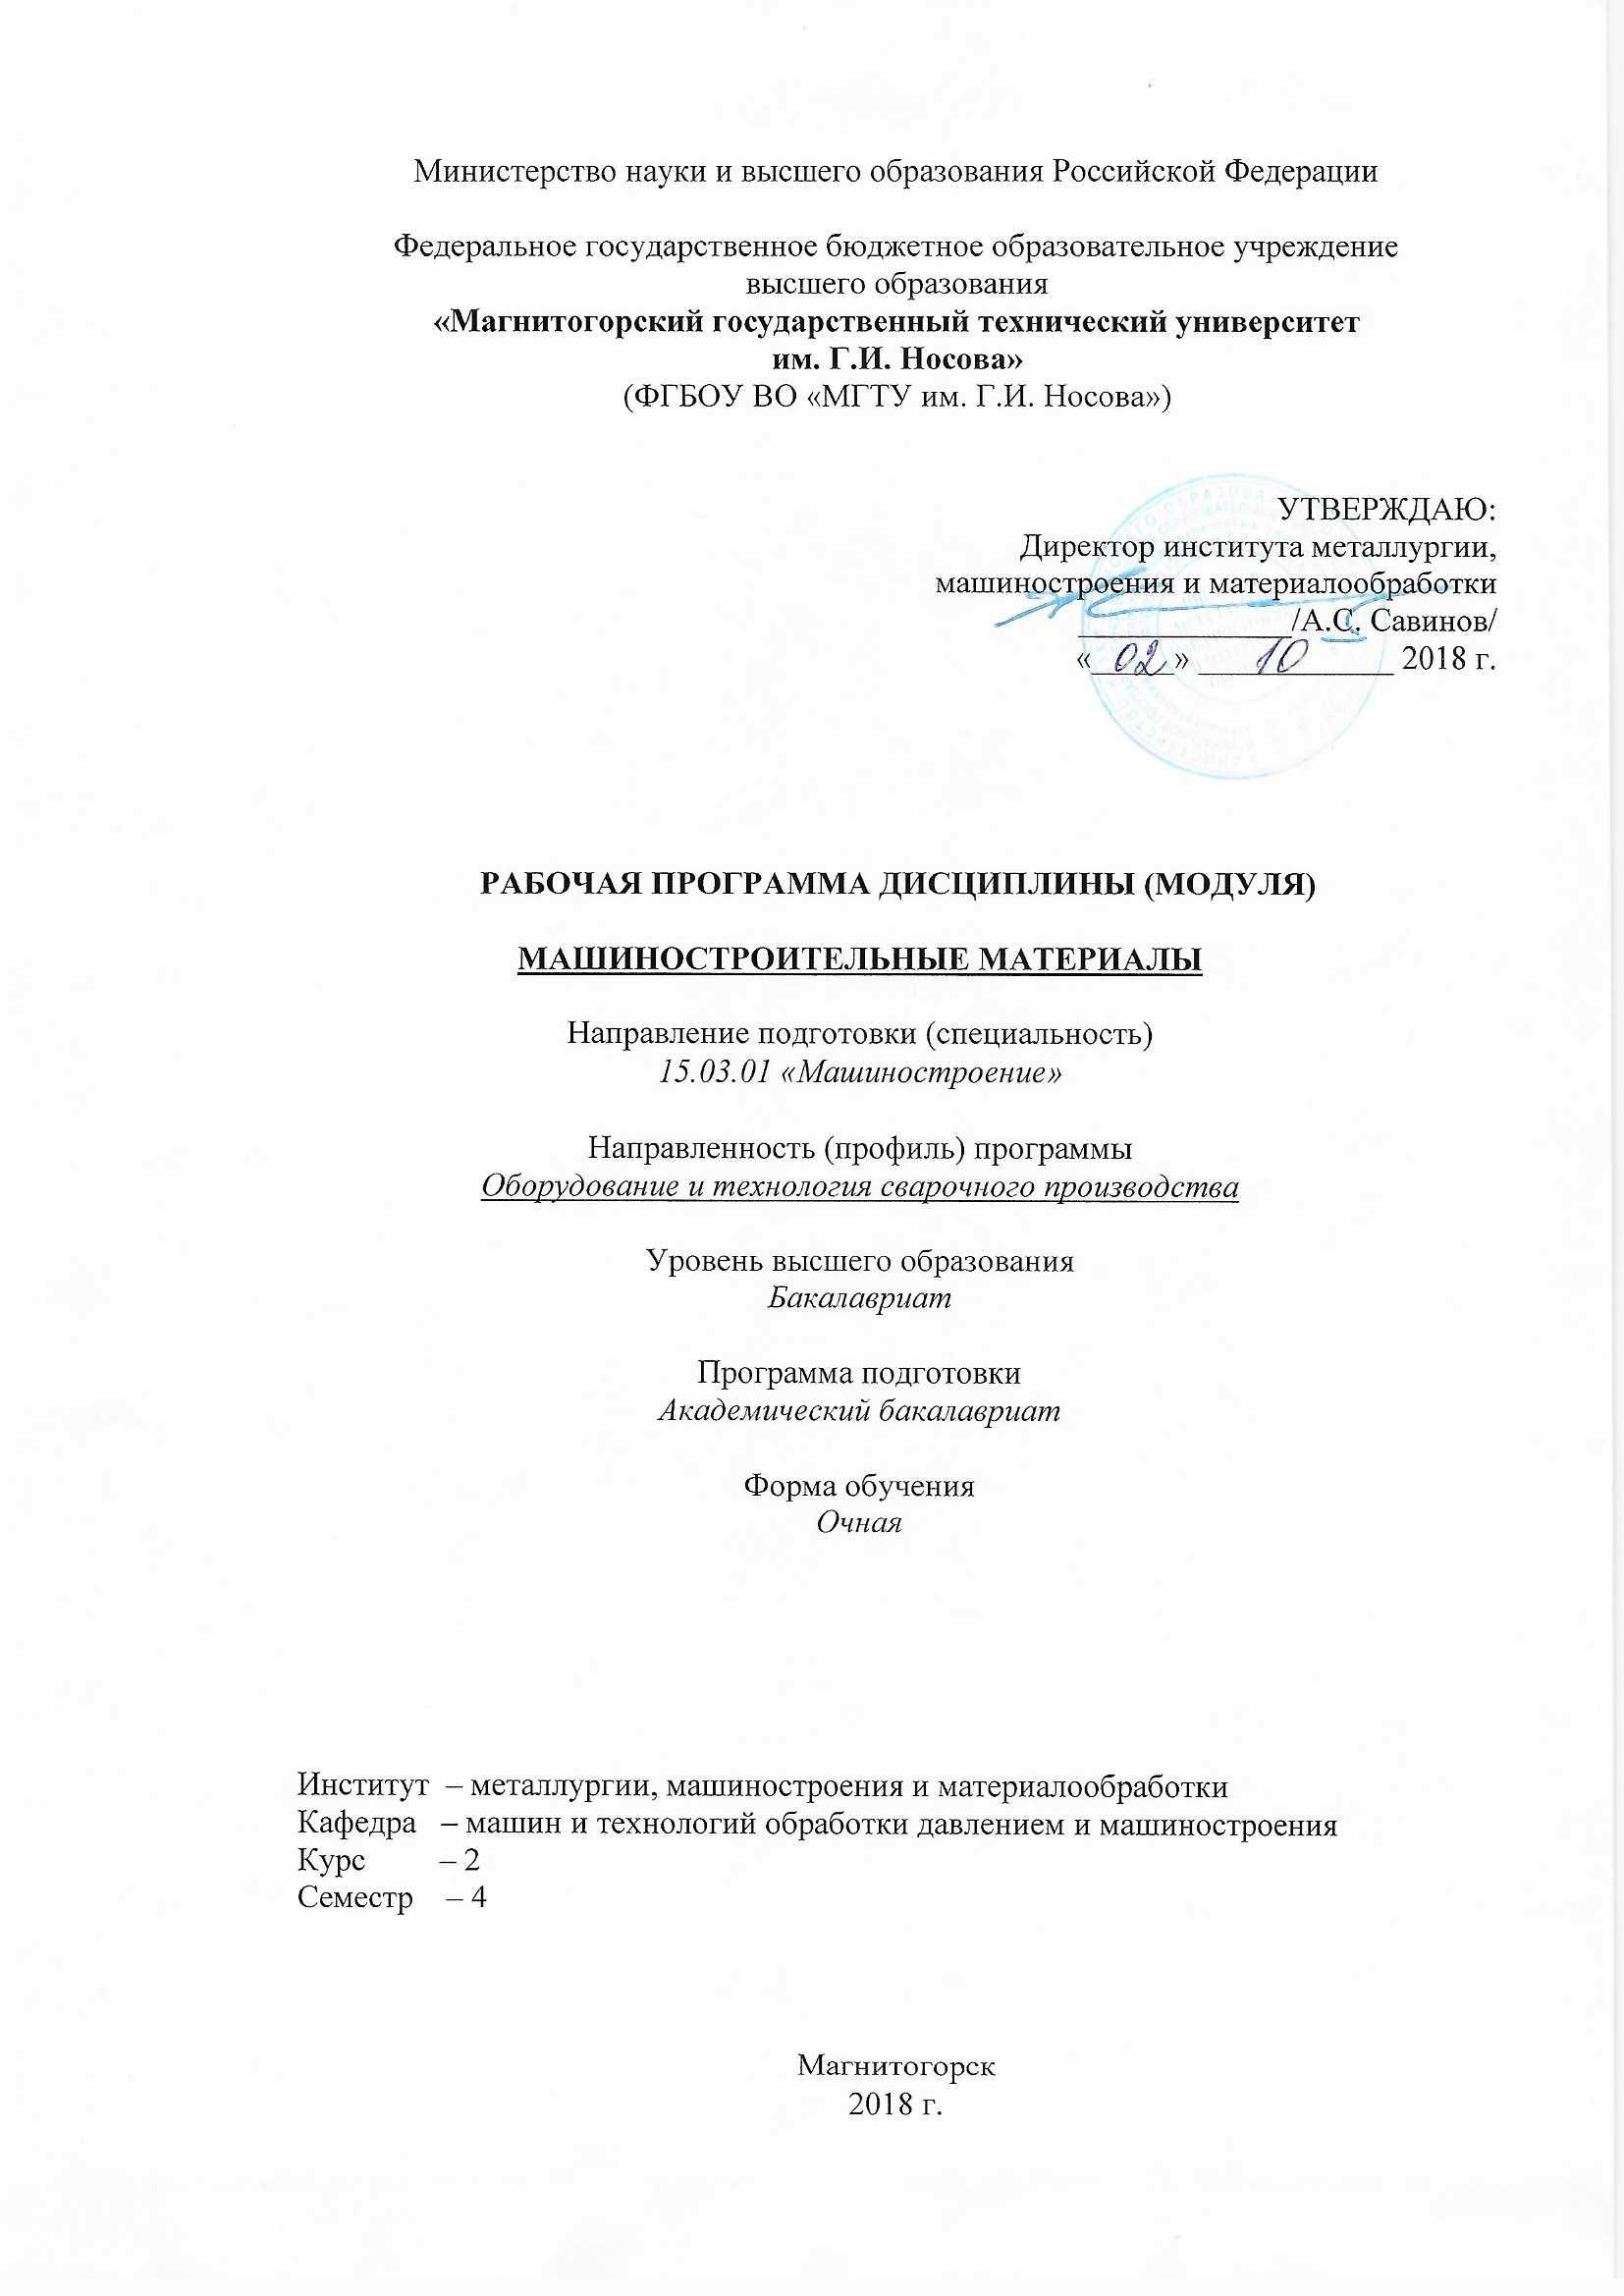 Министерство науки и высшего образования Российской Федерации
Федеральное государственное бюджетное образовательное учреждение
высшего образования
«Магнитогорский государственный технический университет
им. Г.И. Носова»
(ФГБОУ ВО «МГТУ им. Г.И. Носова»)
УТВЕРЖДАЮ:
Директор института металлургии,
машиностроения и материалообработки
_____________/А.С. Савинов/
«_02_» _____10_____ 2018 г.
РАБОЧАЯ ПРОГРАММА ДИСЦИПЛИНЫ (МОДУЛЯ)
МАШИНОСТРОИТЕЛЬНЫЕ МАТЕРИАЛЫ
Направление подготовки (специальность)
15.03.01 «Машиностроение»
Направленность (профиль) программы
Оборудование и технология сварочного производства
Уровень высшего образования
Бакалавриат
Программа подготовки
Академический бакалавриат
Форма обучения
Очная
Институт – металлургии, машиностроения и материалообработки
Кафедра – машин и технологий обработки давлением и машиностроения
Курс – 2
Семестр – 4
Магнитогорск
2018 г.